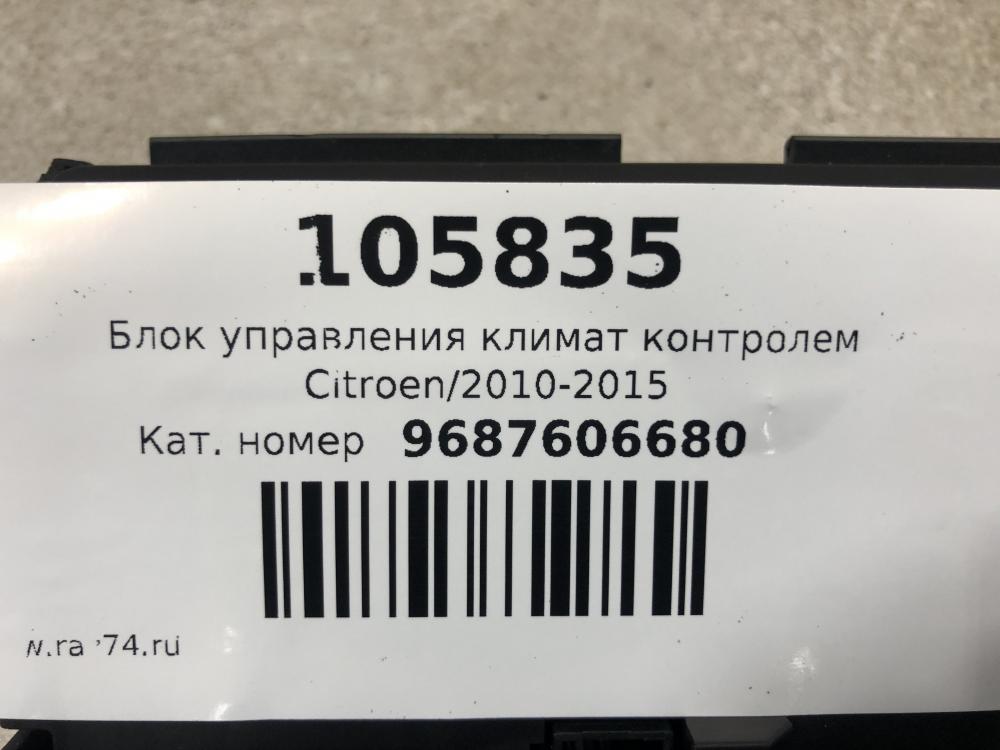 105835
Блок управления климат контролем
Citroen/2010-2015
Кат. номер 9687606680